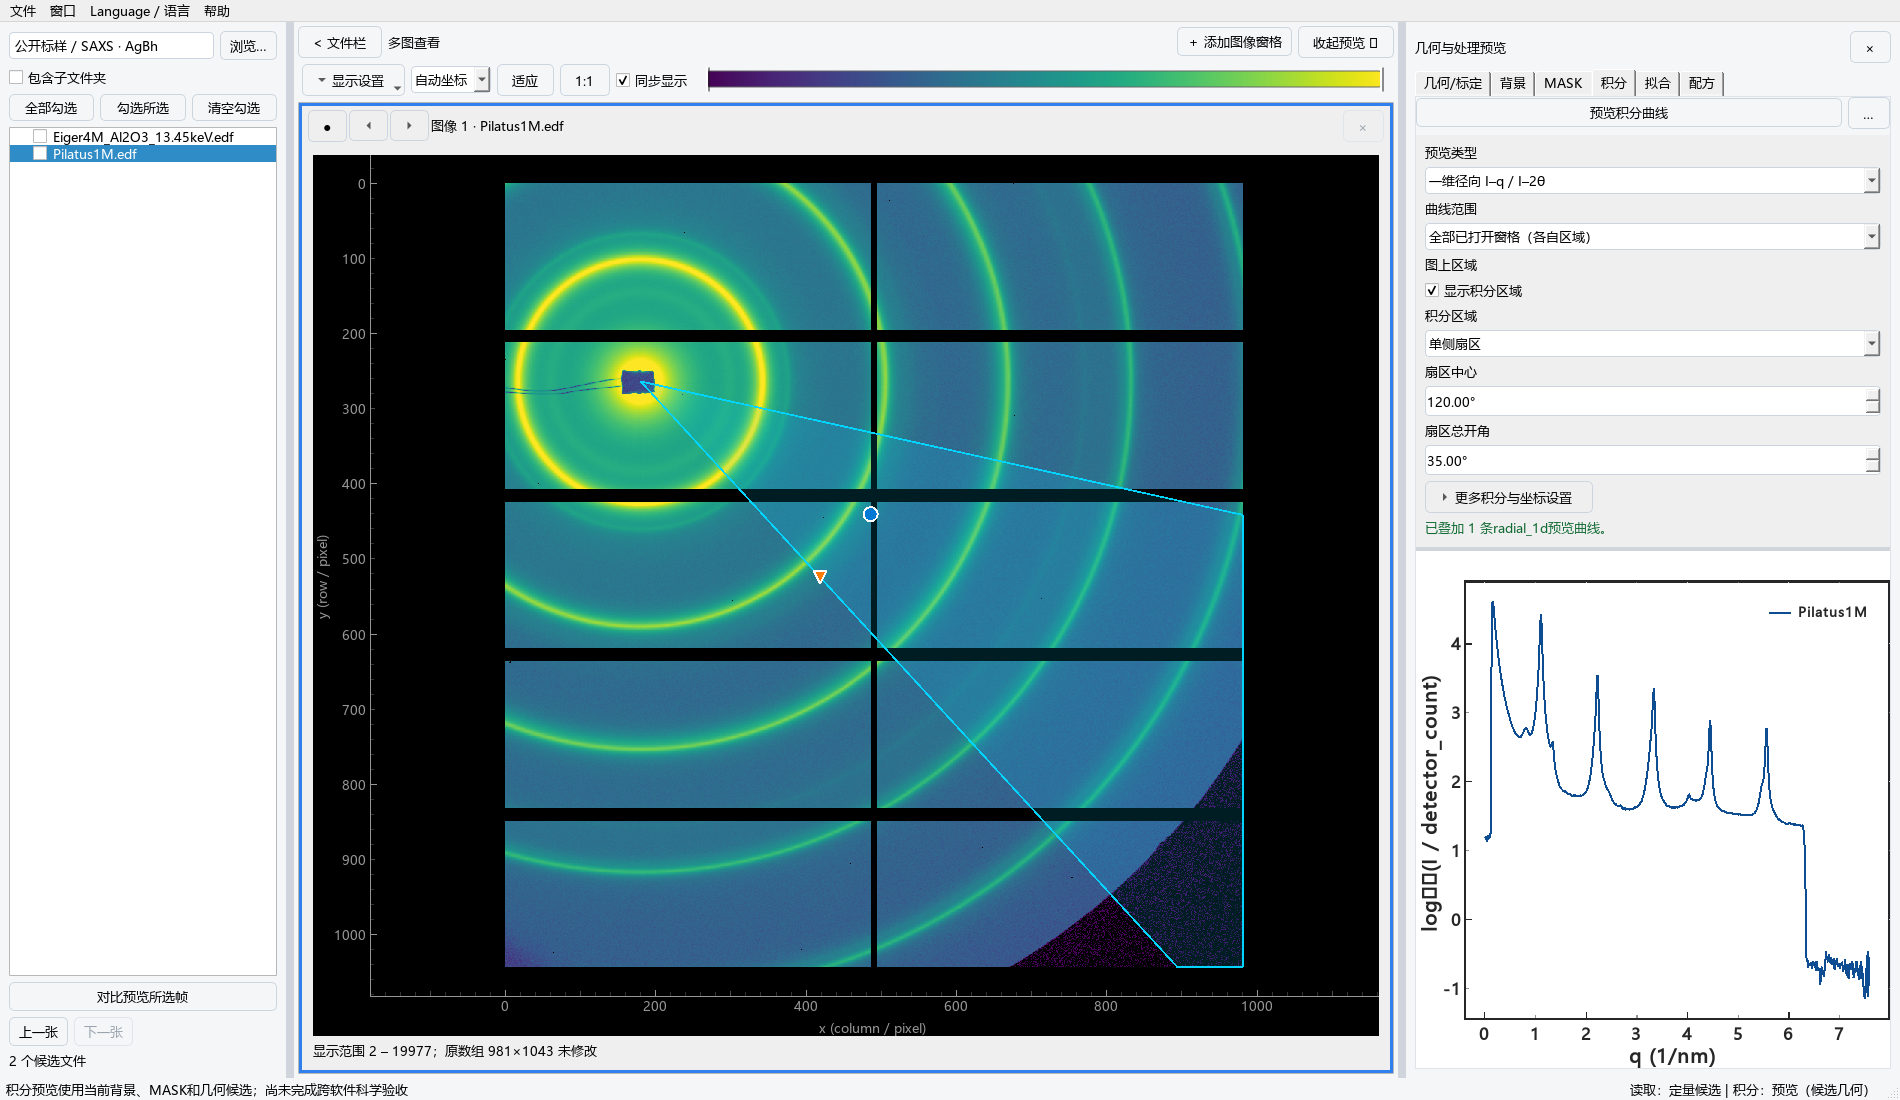 文件 窗口 Language / 语言 帮助
公开标样 / SAXS · AgBh 浏览...
包含子文件夹
全部勾选 勾选所选 清空勾选
Eiger4M_Al2O3_13.45keV.edf
Pilatus1M.edf
对比预览所选帧
上一张 下一张
2 个候选文件
< 文件栏 多图查看 + 添加图像窗格 收起预览 ▯
显示设置 自动坐标 适应 1:1 同步显示
图像 1 · Pilatus1M.edf ×
0
100
200
300
400
500
600
700
800
900
1000
y (row / pixel)
0 200 400 600 800 1000
x (column / pixel)
显示范围 2 – 19977；原数组 981×1043 未修改
几何与处理预览 ×
几何/标定 背景 MASK 积分 拟合 配方
预览积分曲线 ...
预览类型
一维径向 I–q / I–2θ
曲线范围
全部已打开窗格（各自区域）
图上区域
显示积分区域
积分区域
单侧扇区
扇区中心
120.00°
扇区总开角
35.00°
更多积分与坐标设置
已叠加 1 条radial_1d预览曲线。
Pilatus1M
4
3
2
1
0
-1
log▯▯(I / detector_count)
0 1 2 3 4 5 6 7
q (1/nm)
积分预览使用当前背景、MASK和几何候选；尚未完成跨软件科学验收
读取：定量候选 | 积分：预览（候选几何）